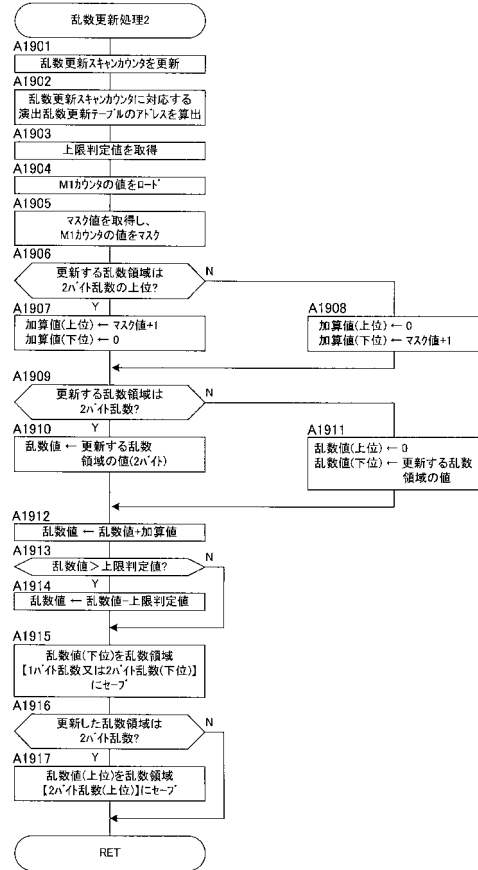 乱数更新処理2
A1901
乱数更新スキャンカウンタを更新
A1902
乱数更新スキャンカウンタに対応する
演出乱数更新テーブルのアドレスを算出
A1903
上限判定値を取得
A1904
M1カウンタの値をロード
A1905
マスク値を取得し、
M1カウンタの値をマスク
A1906
更新する乱数領域は
2バイト乱数の上位?
N
Y
A1907
加算値(上位) ← マスク値+1
加算値(下位) ← 0
A1908
加算値(上位) ← 0
加算値(下位) ← マスク値+1
A1909
更新する乱数領域は
2バイト乱数?
N
Y
A1910
乱数値 ← 更新する乱数
領域の値(2バイト)
A1911
乱数値(上位) ← 0
乱数値(下位) ← 更新する乱数
領域の値
A1912
乱数値 ← 乱数値+加算値
A1913
乱数値>上限判定値?
N
Y
A1914
乱数値 ← 乱数値-上限判定値
A1915
乱数値(下位)を乱数領域
【1バイト乱数又は2バイト乱数(下位)】
にセーブ
A1916
更新した乱数領域は
2バイト乱数?
N
Y
A1917
乱数値(上位)を乱数領域
【2バイト乱数(上位)】にセーブ
RET